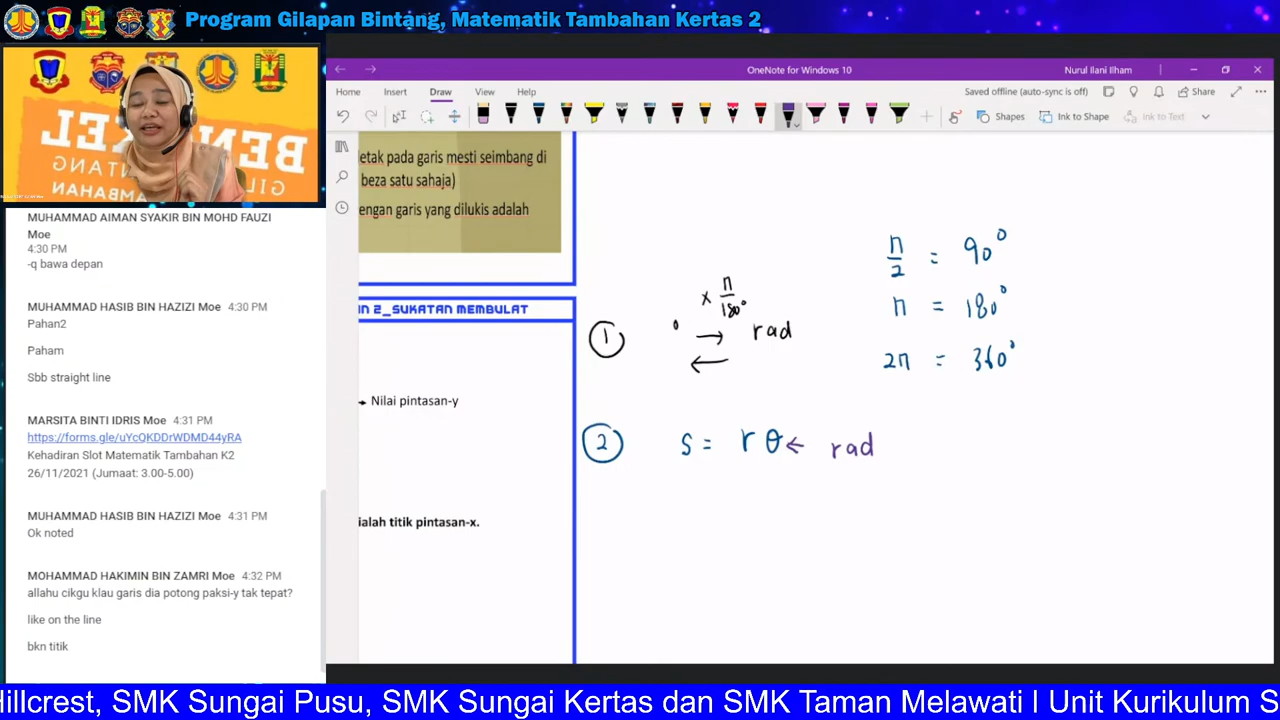 Program Gilapan Bintang, Matematik Tambahan Kertas 2
OneNote for Windows 10
Nurul Ilani Ilham
Home Insert Draw View Help
Saved offline (auto-sync is off)
Share
Shapes
Ink to Shape
Ink to Text
MUHAMMAD AIMAN SYAKIR BIN MOHD FAUZI
Moe
4:30 PM
-q bawa depan
MUHAMMAD HASIB BIN HAZIZI Moe 4:30 PM
Pahan2
Paham
Sbb straight line
MARSITA BINTI IDRIS Moe 4:31 PM
https://forms.gle/uYcQKDDrWDMD44yRA
Kehadiran Slot Matematik Tambahan K2
26/11/2021 (Jumaat: 3.00-5.00)
MUHAMMAD HASIB BIN HAZIZI Moe 4:31 PM
Ok noted
MOHAMMAD HAKIMIN BIN ZAMRI Moe 4:32 PM
allahu cikgu klau garis dia potong paksi-y tak tepat?
like on the line
bkn titik
letak pada garis mesti seimbang di
beza satu sahaja)
engan garis yang dilukis adalah
N 2_SUKATAN MEMBULAT
Nilai pintasan-y
ialah titik pintasan-x.
π/2 = 90°
π = 180°
2π = 360°
× π/180°
1 ° → rad
←
2 s = rθ ← rad
Hillcrest, SMK Sungai Pusu, SMK Sungai Kertas dan SMK Taman Melawati l Unit Kurikulum S